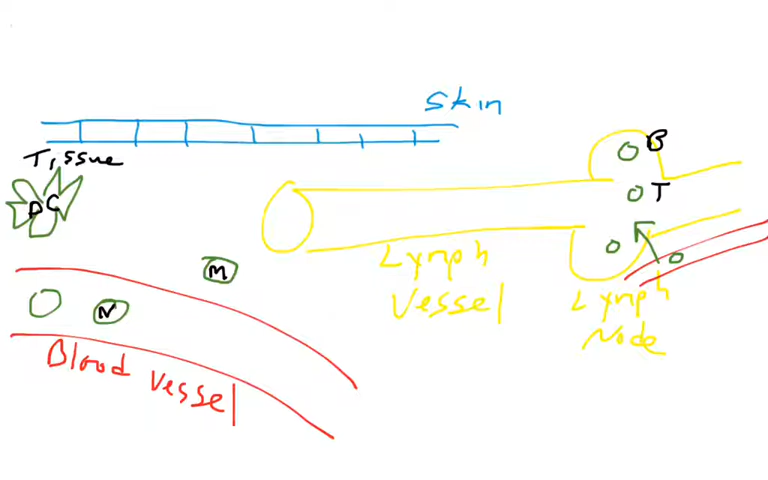 Skin
Tissue
DC
B
T
M
N
Lymph
Vessel
Lymph
Node
Blood Vessel